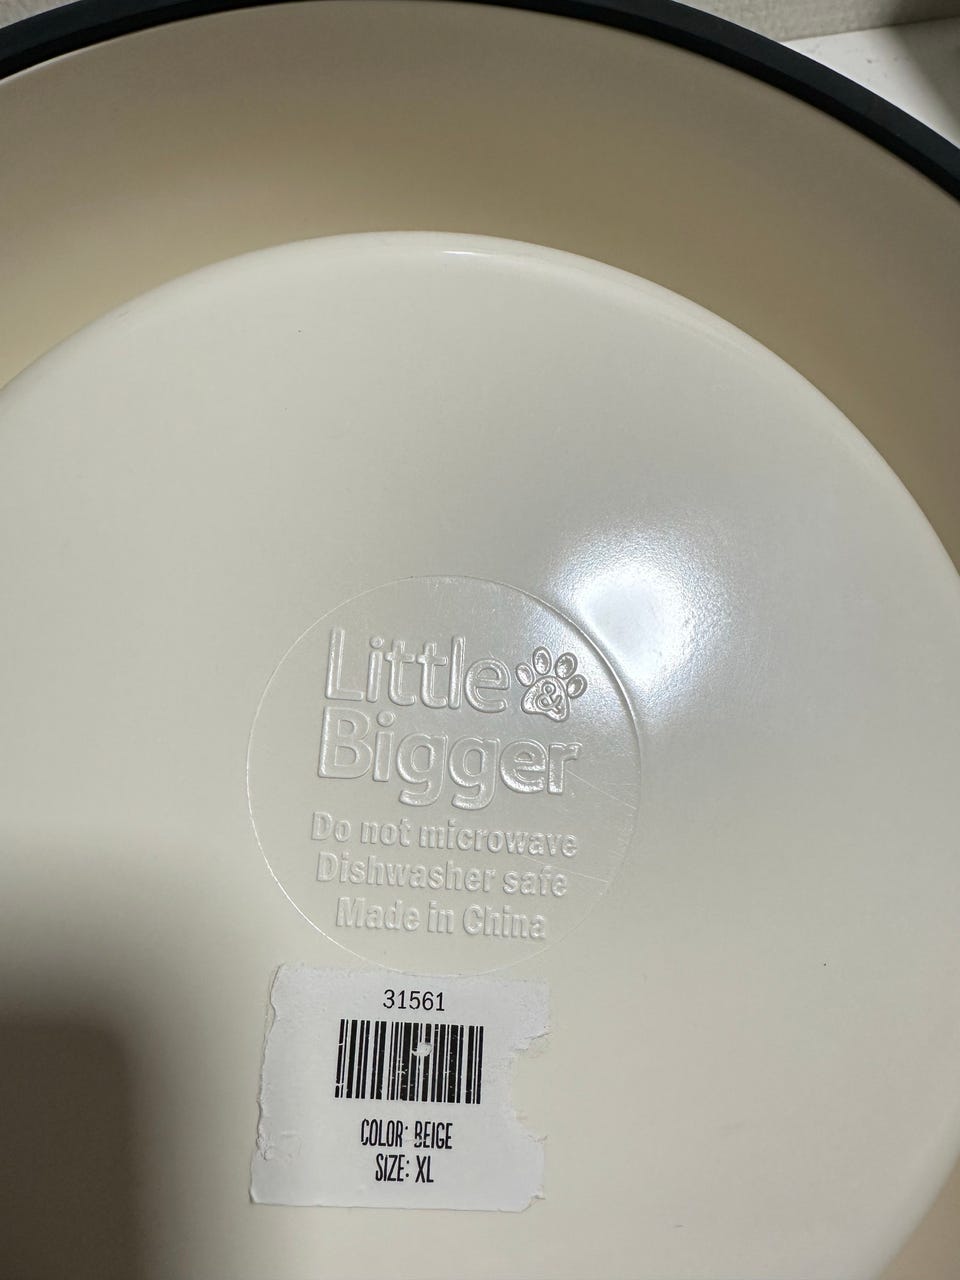 Little &
Bigger
Do not microwave
Dishwasher safe
Made in China
31561
COLOR: BEIGE
SIZE: XL